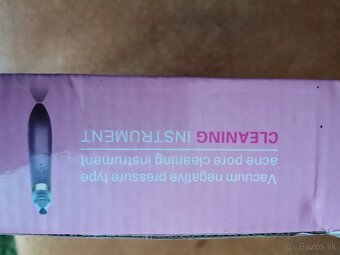 Vacuum negative pressure type
acne pore cleaning instrument
CLEANING INSTRUMENT
Bazos.sk